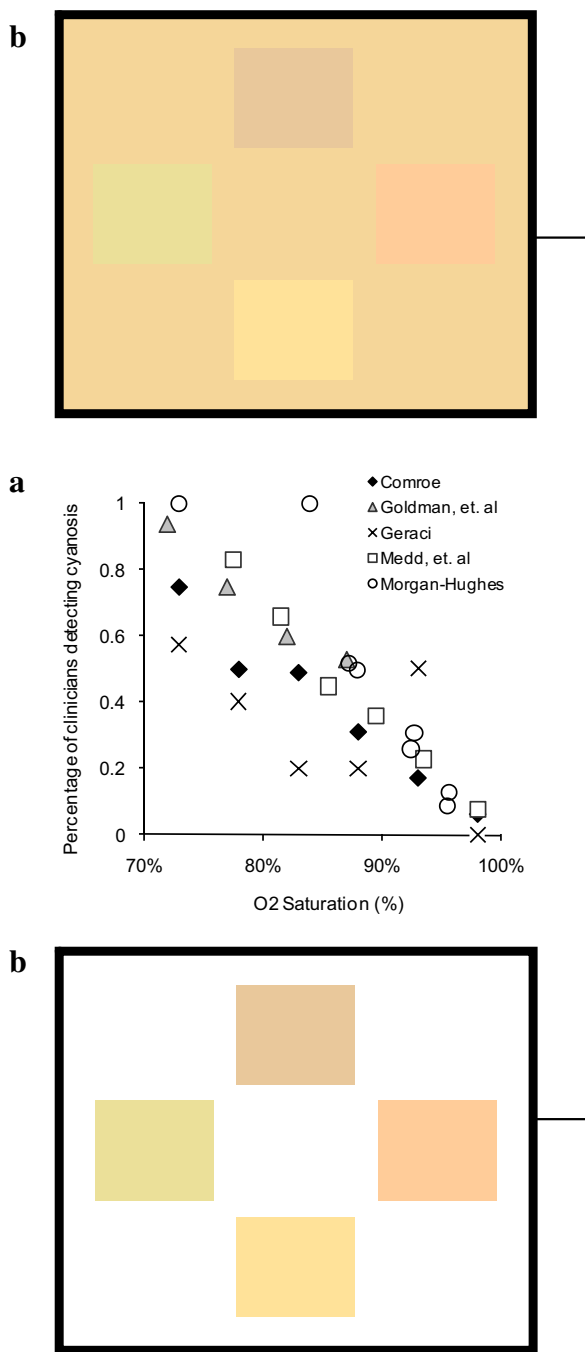 b
a
Comroe
Goldman, et. al
Geraci
Medd, et. al
Morgan-Hughes
Percentage of clinicians detecting cyanosis
1
0.8
0.6
0.4
0.2
0
70%
80%
90%
100%
O2 Saturation (%)
b